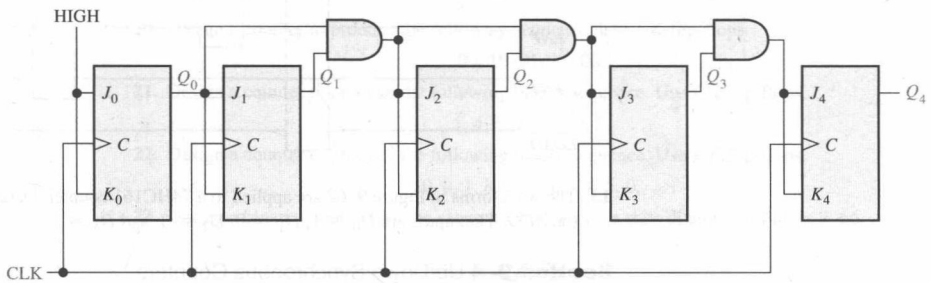 HIGH
Q0 Q1 Q2 Q3
J0 J1 J2 J3 J4 Q4
C C C C C
K0 K1 K2 K3 K4
CLK